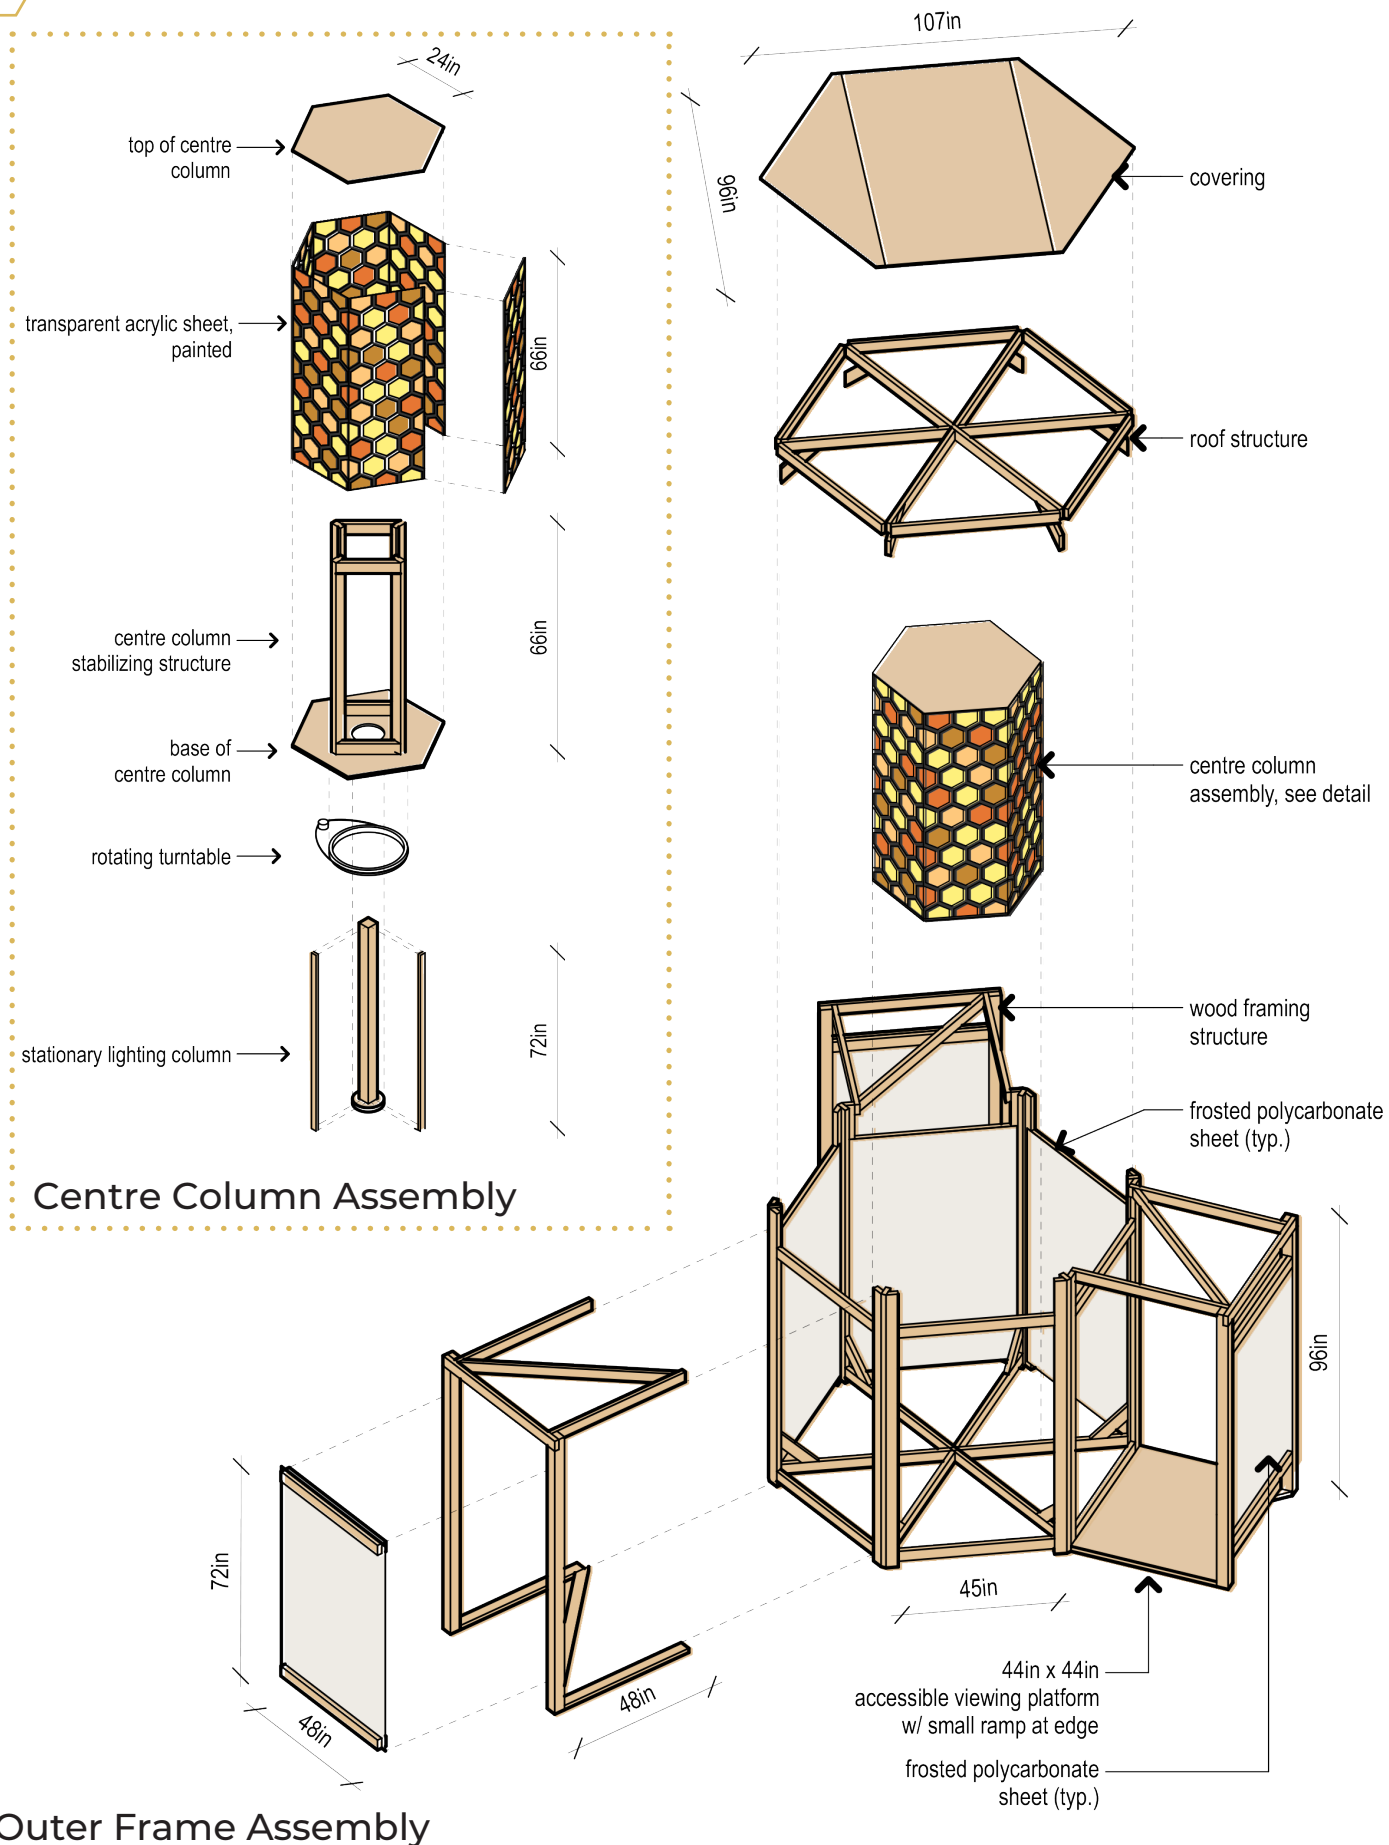 24in
top of centre
column
transparent acrylic sheet,
painted
66in
centre column
stabilizing structure
66in
base of
centre column
rotating turntable
stationary lighting column
72in
Centre Column Assembly
107in
96in
covering
roof structure
centre column
assembly, see detail
wood framing
structure
frosted polycarbonate
sheet (typ.)
96in
45in
44in x 44in
accessible viewing platform
w/ small ramp at edge
frosted polycarbonate
sheet (typ.)
72in
48in
48in
Outer Frame Assembly